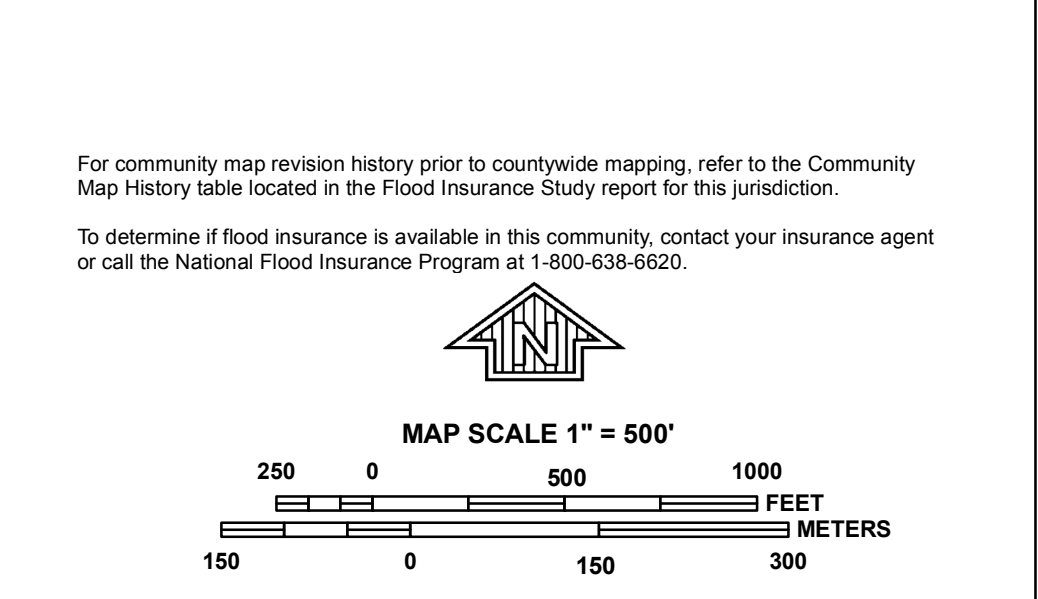 For community map revision history prior to countywide mapping, refer to the Community
Map History table located in the Flood Insurance Study report for this jurisdiction.
To determine if flood insurance is available in this community, contact your insurance agent
or call the National Flood Insurance Program at 1-800-638-6620.
N
MAP SCALE 1" = 500'
250 0 500 1000
FEET
METERS
150 0 150 300